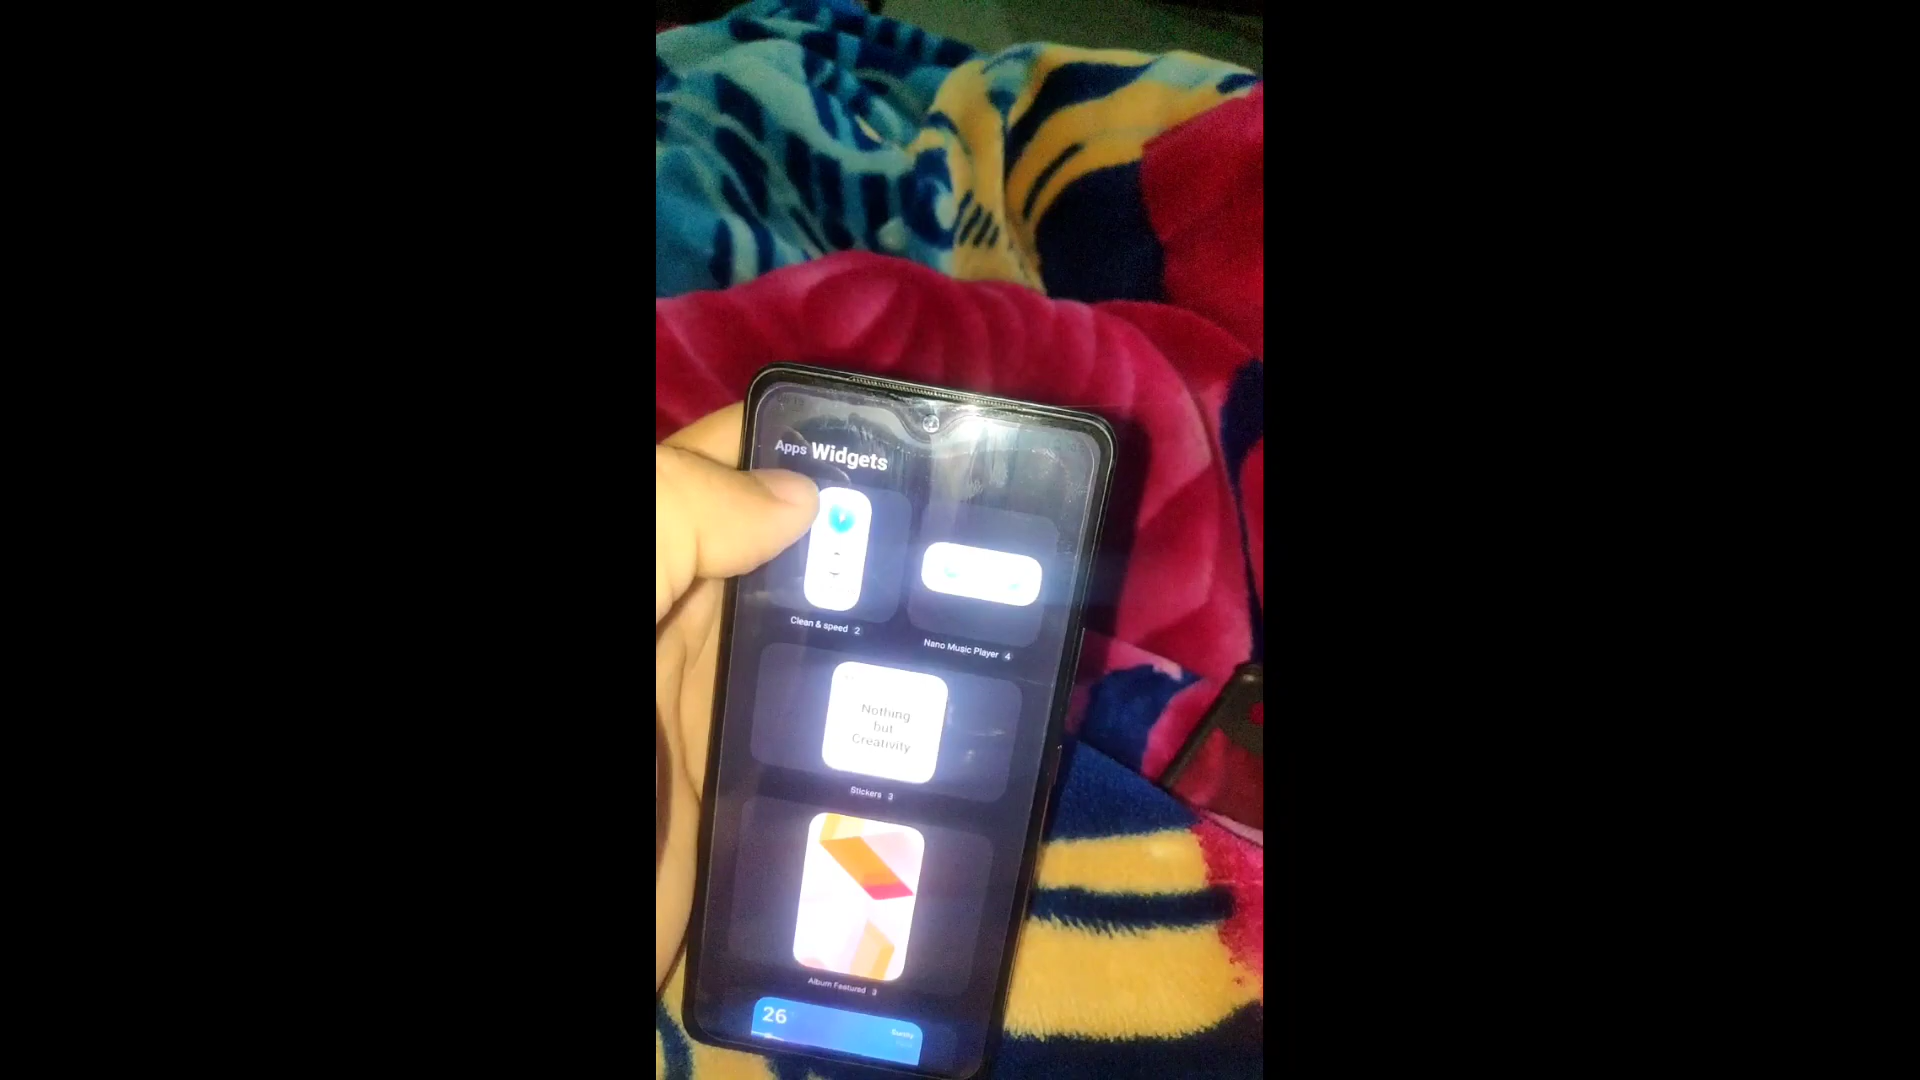 Apps Widgets
Clean & speed 2
Nano Music Player 4
Nothing
but
Creativity
Stickers 3
Album Featured 3
26